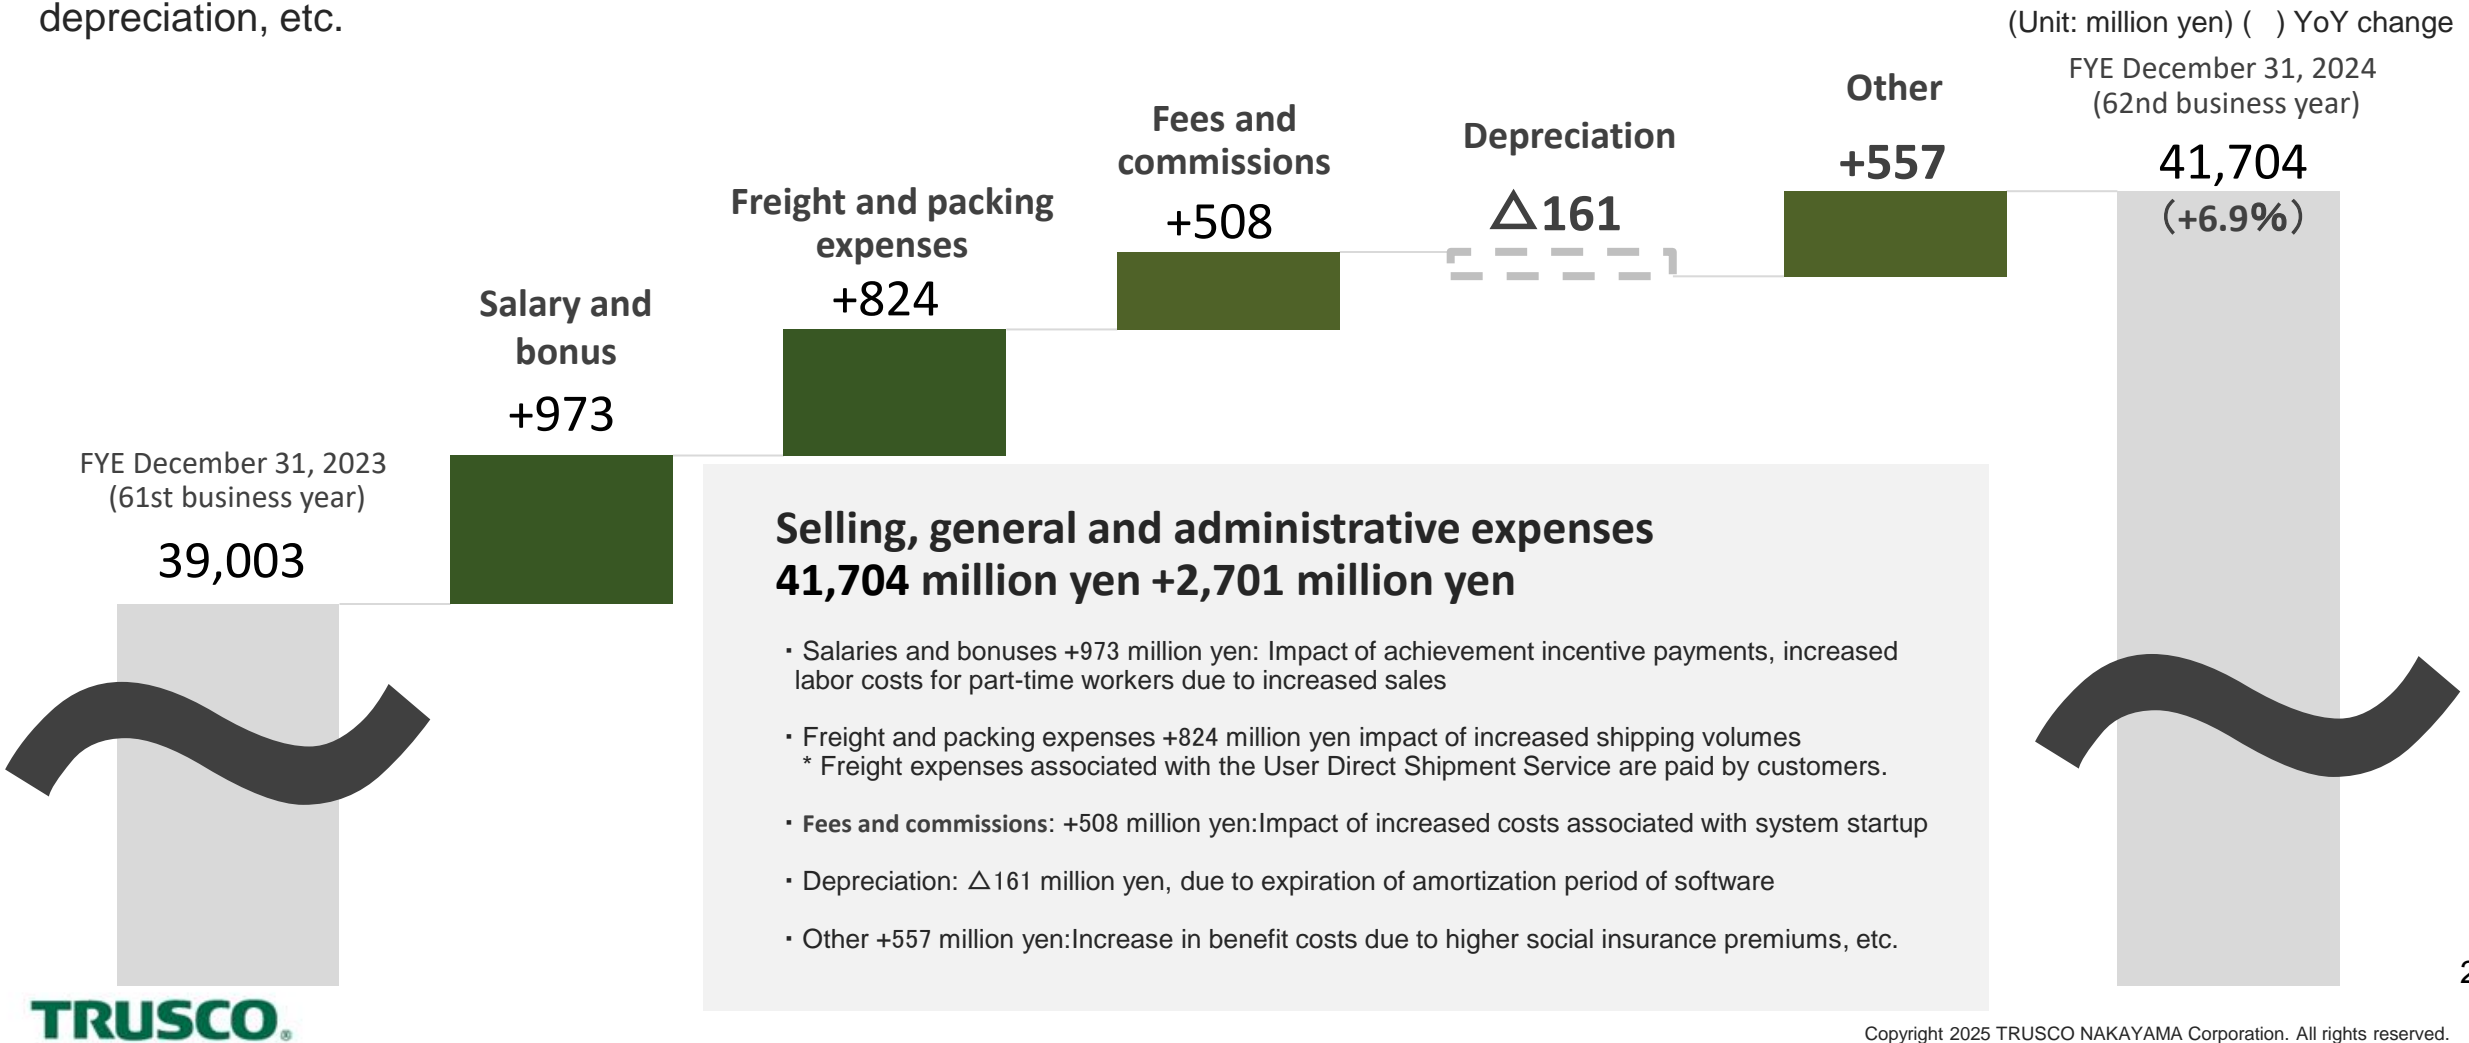 depreciation, etc.
(Unit: million yen) (   ) YoY change
FYE December 31, 2023
(61st business year)
39,003
Salary and
bonus
+973
Freight and packing
expenses
+824
Fees and
commissions
+508
Depreciation
△161
Other
+557
FYE December 31, 2024
(62nd business year)
41,704
（+6.9%）
Selling, general and administrative expenses
41,704 million yen +2,701 million yen
・Salaries and bonuses +973 million yen: Impact of achievement incentive payments, increased
labor costs for part-time workers due to increased sales
・Freight and packing expenses +824 million yen impact of increased shipping volumes
* Freight expenses associated with the User Direct Shipment Service are paid by customers.
・Fees and commissions: +508 million yen:Impact of increased costs associated with system startup
・Depreciation: △161 million yen, due to expiration of amortization period of software
・Other +557 million yen:Increase in benefit costs due to higher social insurance premiums, etc.
TRUSCO®
Copyright 2025 TRUSCO NAKAYAMA Corporation. All rights reserved.